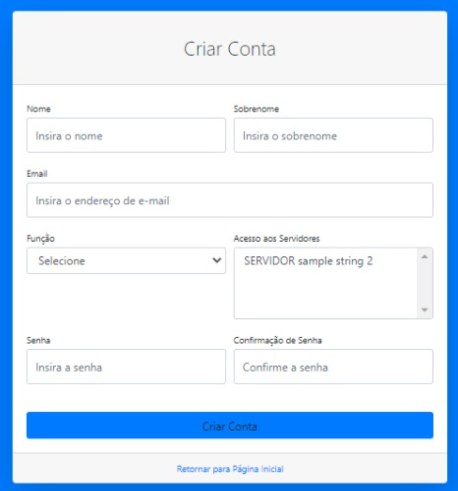 Criar Conta
Nome
Sobrenome
Insira o nome
Insira o sobrenome
Email
Insira o endereço de e-mail
Função
Acesso aos Servidores
Selecione
SERVIDOR sample string 2
Senha
Confirmação de Senha
Insira a senha
Confirme a senha
Criar Conta
Retornar para Página Inicial